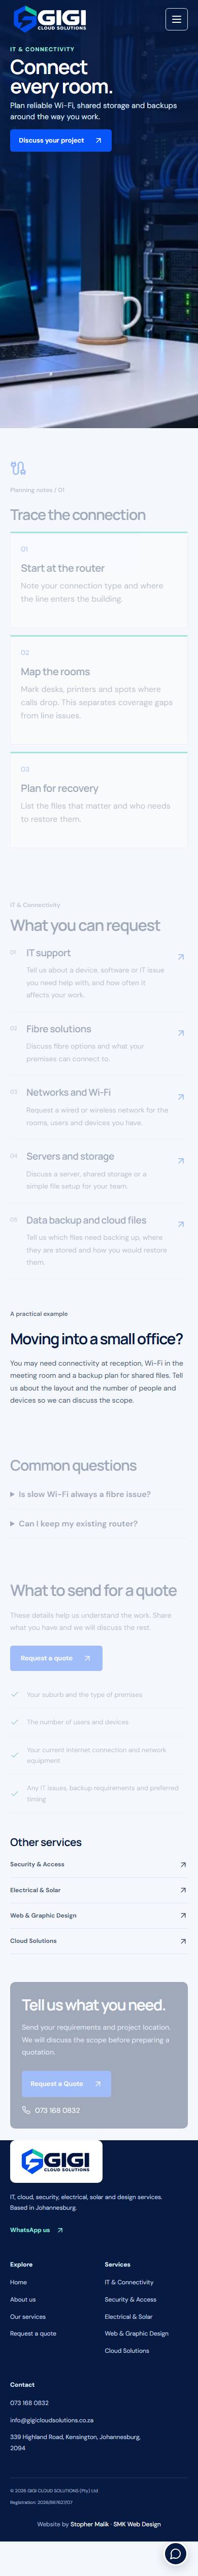 GIGI
CLOUD SOLUTIONS
IT & CONNECTIVITY
Connect
every room.
Plan reliable Wi-Fi, shared storage and backups
around the way you work.
Discuss your project
Planning notes / 01
Trace the connection
01
Start at the router
Note your connection type and where
the line enters the building.
02
Map the rooms
Mark desks, printers and spots where
calls drop. This separates coverage gaps
from line issues.
03
Plan for recovery
List the files that matter and who needs
to restore them.
IT & Connectivity
What you can request
01
IT support
Tell us about a device, software or IT issue
you need help with, and how often it
affects your work.
02
Fibre solutions
Discuss fibre options and what your
premises can connect to.
03
Networks and Wi-Fi
Request a wired or wireless network for the
rooms, users and devices you have.
04
Servers and storage
Discuss a server, shared storage or a
simple file setup for your team.
05
Data backup and cloud files
Tell us which files need backing up, where
they are stored and how you would restore
them.
A practical example
Moving into a small office?
You may need connectivity at reception, Wi-Fi in the
meeting room and a backup plan for shared files. Tell
us about the layout and the number of people and
devices so we can discuss the scope.
Common questions
Is slow Wi-Fi always a fibre issue?
Can I keep my existing router?
What to send for a quote
These details help us understand the work. Share
what you have and we will discuss the rest.
Request a quote
Your suburb and the type of premises
The number of users and devices
Your current internet connection and network
equipment
Any IT issues, backup requirements and preferred
timing
Other services
Security & Access
Electrical & Solar
Web & Graphic Design
Cloud Solutions
Tell us what you need.
Send your requirements and project location.
We will discuss the scope before preparing a
quotation.
Request a Quote
073 168 0832
GIGI
CLOUD SOLUTIONS
IT, cloud, security, electrical, solar and design services.
Based in Johannesburg.
WhatsApp us
Explore
Home
About us
Our services
Request a quote
Services
IT & Connectivity
Security & Access
Electrical & Solar
Web & Graphic Design
Cloud Solutions
Contact
073 168 0832
info@gigicloudsolutions.co.za
339 Highland Road, Kensington, Johannesburg,
2094
© 2026 GIGI CLOUD SOLUTIONS (Pty) Ltd
Registration: 2026/667623/07
Website by Stopher Malik · SMK Web Design